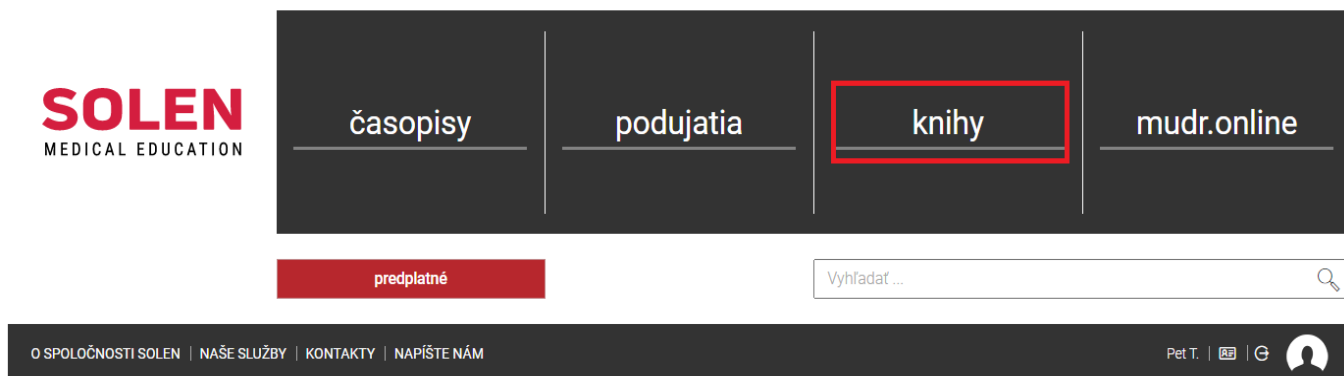 SOLEN
MEDICAL EDUCATION
časopisy
podujatia
knihy
mudr.online
predplatné
Vyhľadať ...
O SPOLOČNOSTI SOLEN | NAŠE SLUŽBY | KONTAKTY | NAPÍŠTE NÁM
Pet T.